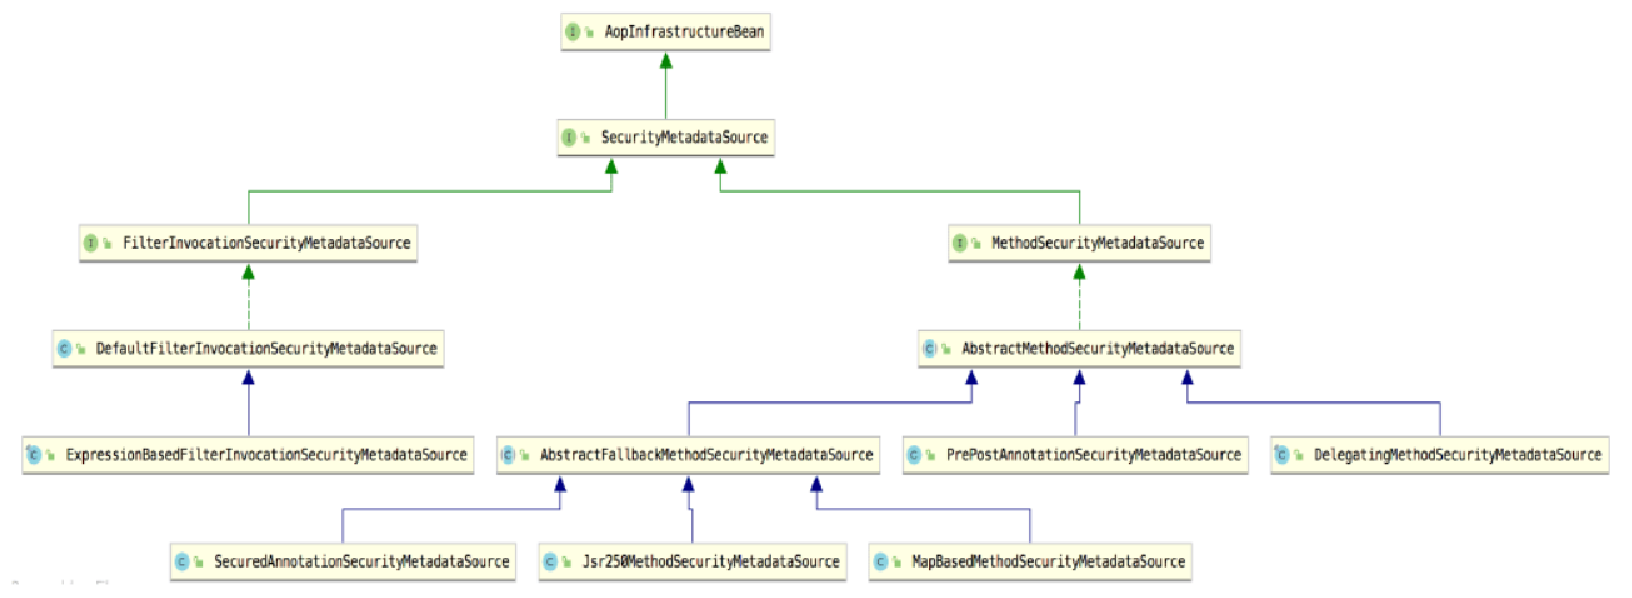 AopInfrastructureBean
SecurityMetadataSource
FilterInvocationSecurityMetadataSource
MethodSecurityMetadataSource
DefaultFilterInvocationSecurityMetadataSource
AbstractMethodSecurityMetadataSource
ExpressionBasedFilterInvocationSecurityMetadataSource
AbstractFallbackMethodSecurityMetadataSource
PrePostAnnotationSecurityMetadataSource
DelegatingMethodSecurityMetadataSource
SecuredAnnotationSecurityMetadataSource
Jsr250MethodSecurityMetadataSource
MapBasedMethodSecurityMetadataSource